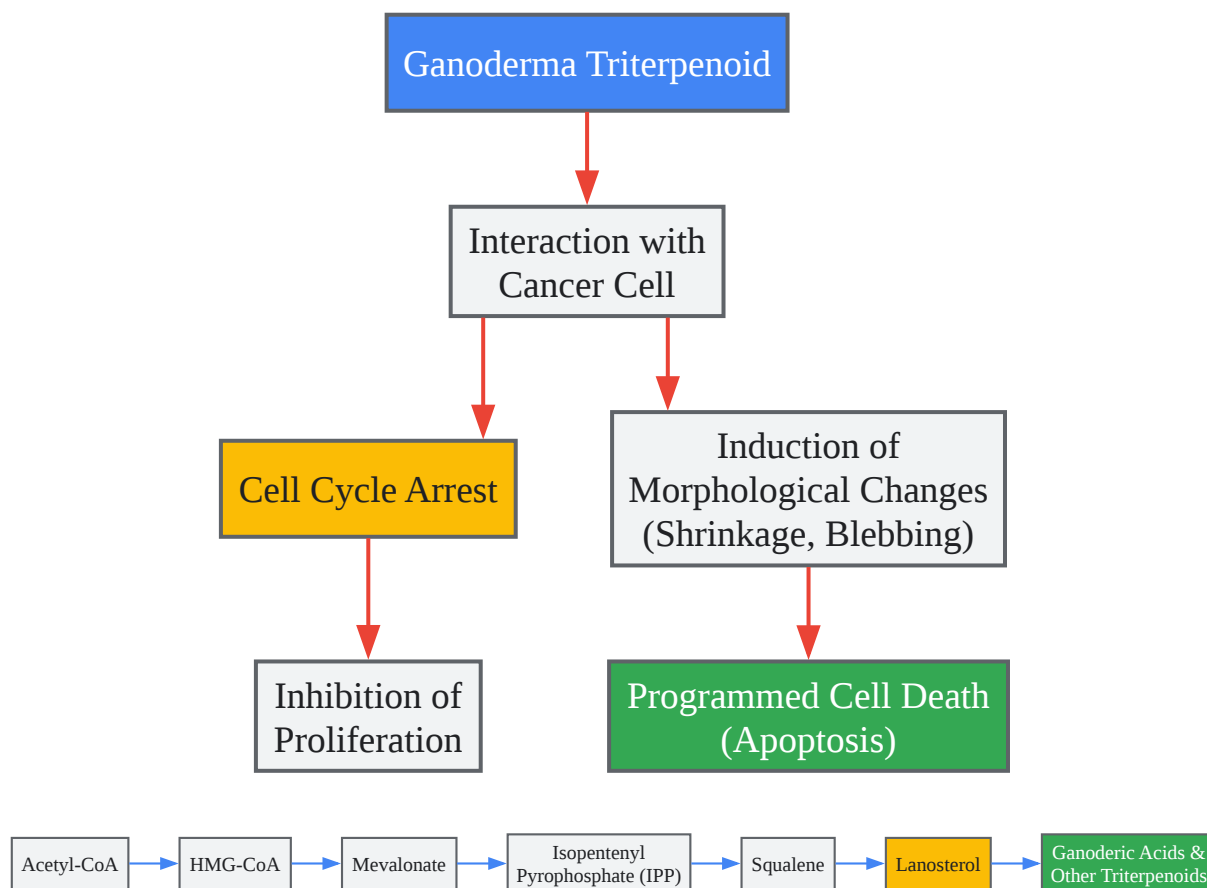 Ganoderma Triterpenoid
Interaction with
Cancer Cell
Cell Cycle Arrest
Induction of
Morphological Changes
(Shrinkage, Blebbing)
Inhibition of
Proliferation
Programmed Cell Death
(Apoptosis)
Acetyl-CoA
HMG-CoA
Mevalonate
Isopentenyl
Pyrophosphate (IPP)
Squalene
Lanosterol
Ganoderic Acids &
Other Triterpenoids